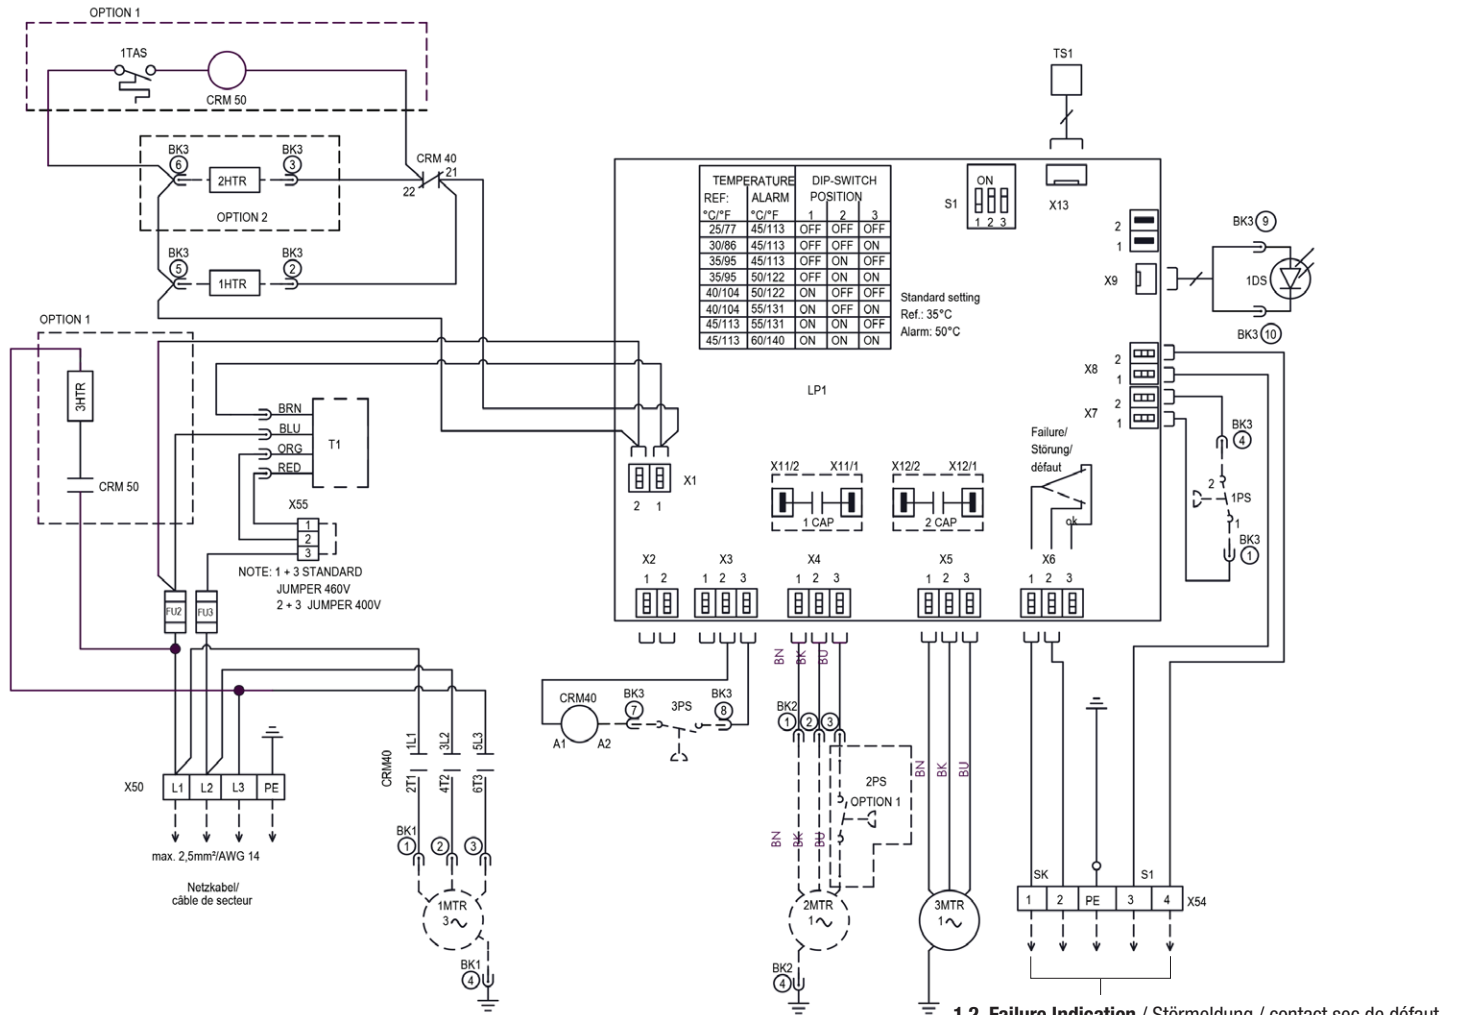 OPTION 1
1TAS
CRM 50
BK3
6
BK3
3
2HTR
OPTION 2
CRM 40
21
22
BK3
5
BK3
2
1HTR
OPTION 1
3HTR
CRM 50
BRN
BLU
ORG
RED
T1
X55
1
2
3
NOTE: 1 + 3 STANDARD
JUMPER 460V
2 + 3 JUMPER 400V
FU2
FU3
X50
L1
L2
L3
PE
max. 2,5mm²/AWG 14
Netzkabel/
câble de secteur
CRM40
1L1
3L2
5L3
2T1
4T2
6T3
BK1
1
2
3
1MTR
3
BK1
4
TS1
TEMPERATURE DIP-SWITCH
REF: ALARM POSITION
°C/°F °C/°F 1 2 3
25/77 45/113 OFF OFF OFF
30/86 45/113 OFF OFF ON
35/95 45/113 OFF ON OFF
35/95 50/122 OFF ON ON
40/104 50/122 ON OFF OFF
40/104 55/131 ON OFF ON
45/113 55/131 ON ON OFF
45/113 60/140 ON ON ON
Standard setting
Ref.: 35°C
Alarm: 50°C
ON
S1
1 2 3
X13
2
1
X9
BK3 9
1DS
BK3 10
X8
2
1
X7
2
1
BK3
4
2
1PS
1
BK3
1
LP1
X1
2 1
X11/2 X11/1
1 CAP
X12/2 X12/1
2 CAP
Failure/
Störung/
défaut
ok
X2
1 2
X3
1 2 3
X4
1 2 3
X5
1 2 3
X6
1 2 3
CRM40
A1 A2
BK3
7
3PS
BK3
8
BN
BK
BU
BK2
1
2
3
2PS
OPTION 1
BN
BK
BU
2MTR
1
BK2
4
BN
BK
BU
3MTR
1
SK
S1
1
2
PE
3
4
X54
1.2 Failure Indication / Störmeldung / contact sec de défaut